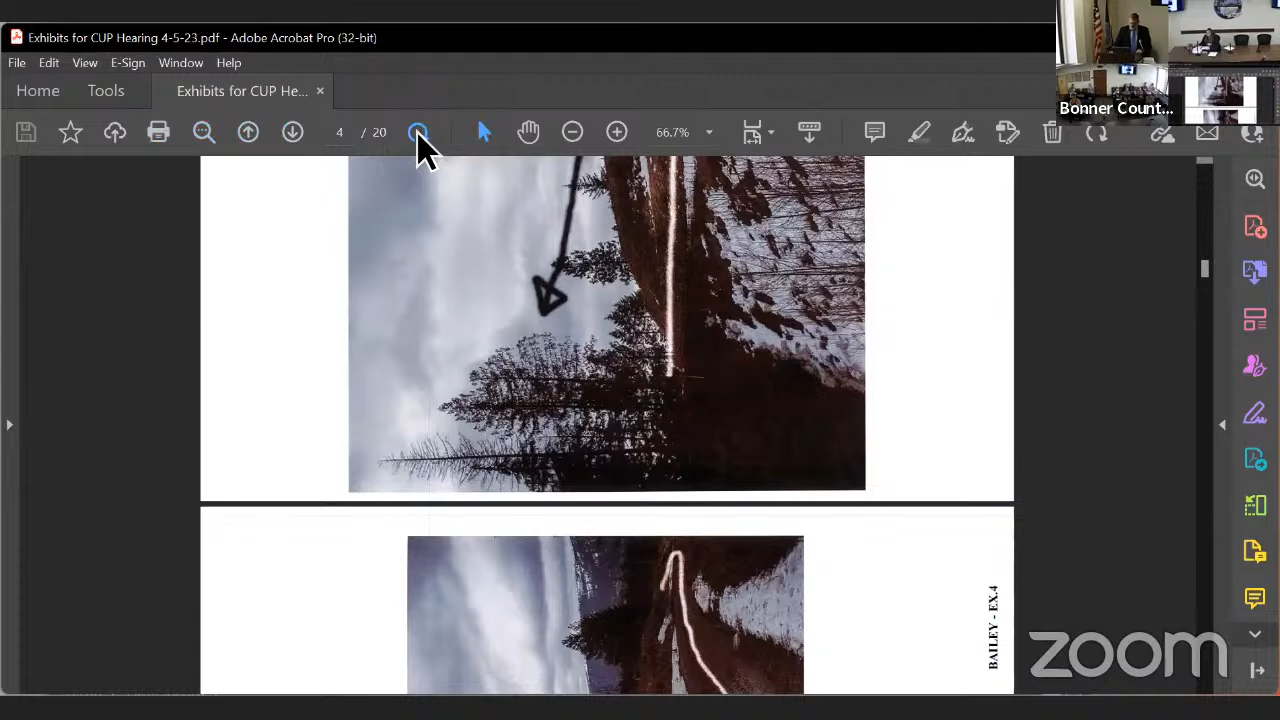 Exhibits for CUP Hearing 4-5-23.pdf - Adobe Acrobat Pro (32-bit)
File Edit View E-Sign Window Help
Home Tools Exhibits for CUP He... ×
4 / 20 66.7%
Bonner Count...
BAILEY - EX.4
zoom